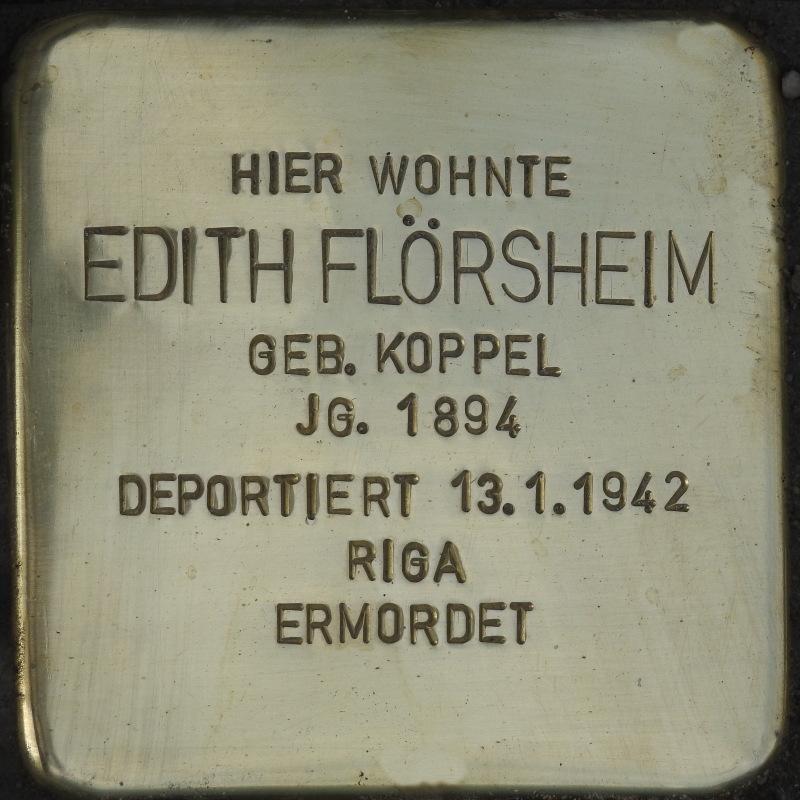 HIER WOHNTE
EDITH FLÖRSHEIM
GEB. KOPPEL
JG. 1894
DEPORTIERT 13.1.1942
RIGA
ERMORDET